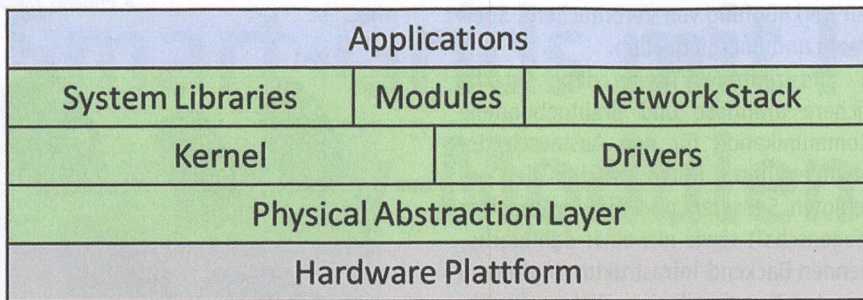 Applications
System Libraries Modules Network Stack
Kernel Drivers
Physical Abstraction Layer
Hardware Plattform